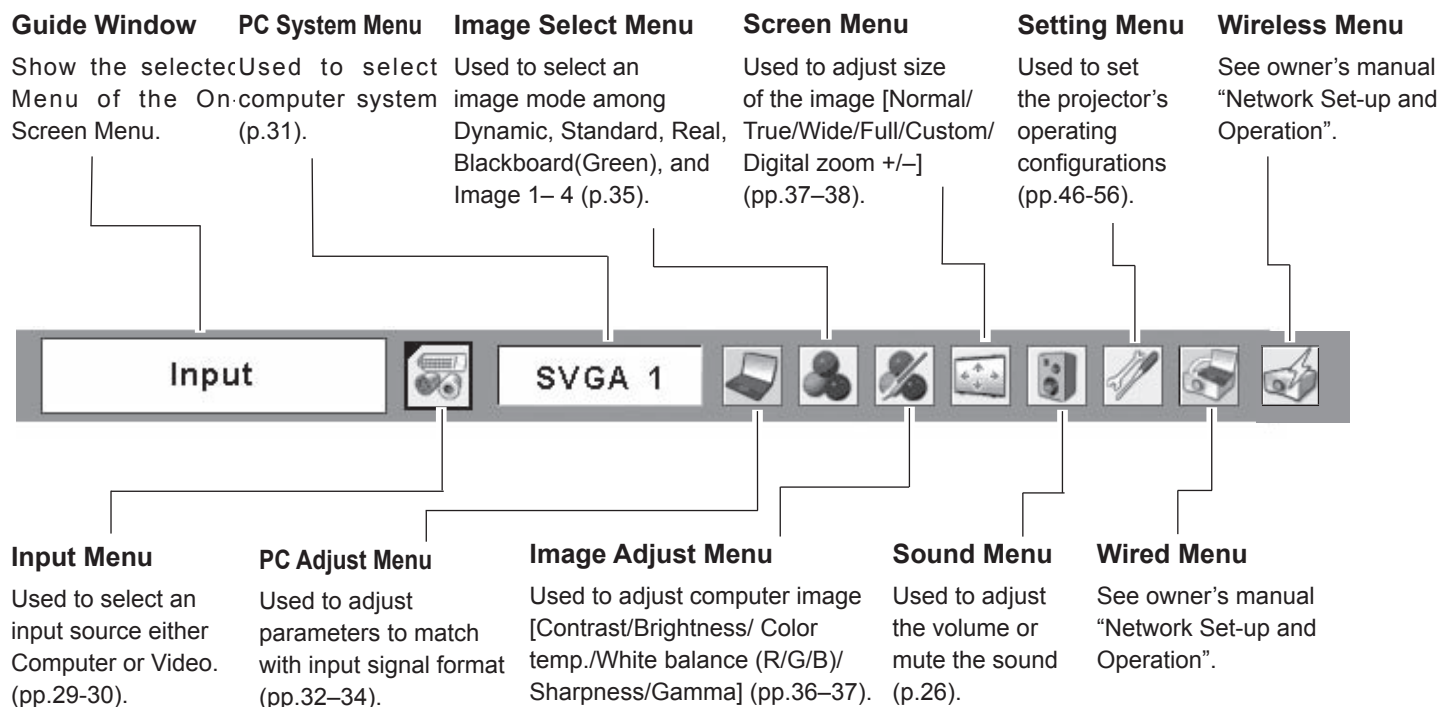 Guide Window
Show the selected
Menu of the On-
Screen Menu.
PC System Menu
Used to select
computer system
(p.31).
Image Select Menu
Used to select an
image mode among
Dynamic, Standard, Real,
Blackboard(Green), and
Image 1– 4 (p.35).
Screen Menu
Used to adjust size
of the image [Normal/
True/Wide/Full/Custom/
Digital zoom +/–]
(pp.37–38).
Setting Menu
Used to set
the projector’s
operating
configurations
(pp.46-56).
Wireless Menu
See owner’s manual
“Network Set-up and
Operation”.
Input
SVGA 1
Input Menu
Used to select an
input source either
Computer or Video.
(pp.29-30).
PC Adjust Menu
Used to adjust
parameters to match
with input signal format
(pp.32–34).
Image Adjust Menu
Used to adjust computer image
[Contrast/Brightness/ Color
temp./White balance (R/G/B)/
Sharpness/Gamma] (pp.36–37).
Sound Menu
Used to adjust
the volume or
mute the sound
(p.26).
Wired Menu
See owner’s manual
“Network Set-up and
Operation”.